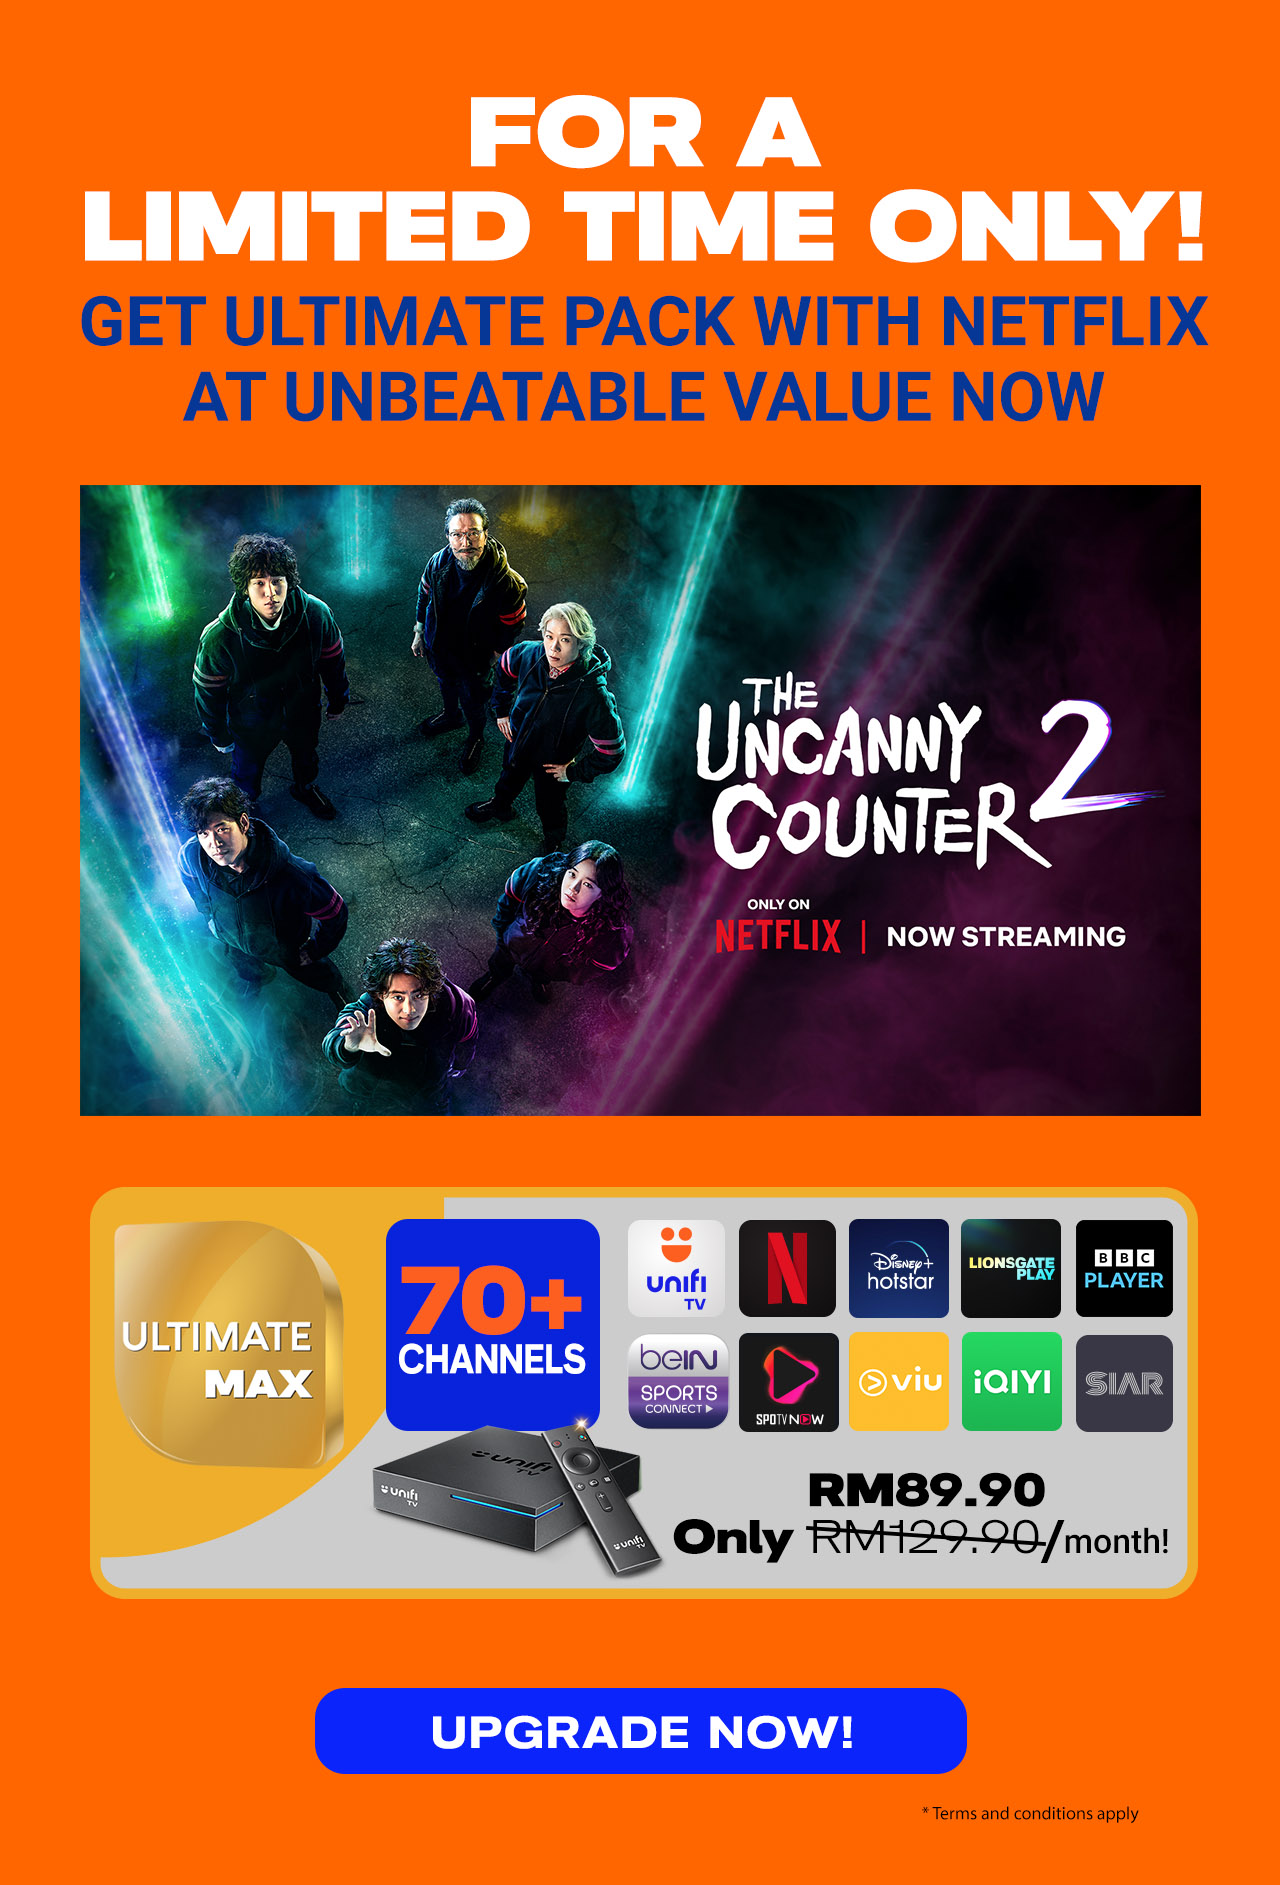 FOR A
LIMITED TIME ONLY!
GET ULTIMATE PACK WITH NETFLIX
AT UNBEATABLE VALUE NOW
THE
UNCANNY
COUNTER 2
ONLY ON
NETFLIX | NOW STREAMING
ULTIMATE
MAX
70+
CHANNELS
unifi
TV
N
Disney+
hotstar
LIONSGATE
PLAY
BBC
PLAYER
beIN
SPORTS
CONNECT
SPOTV NOW
viu
iQIYI
SIAR
unifi
TV
unifi
TV
unifi
TV
RM89.90
Only RM129.90/month!
UPGRADE NOW!
* Terms and conditions apply